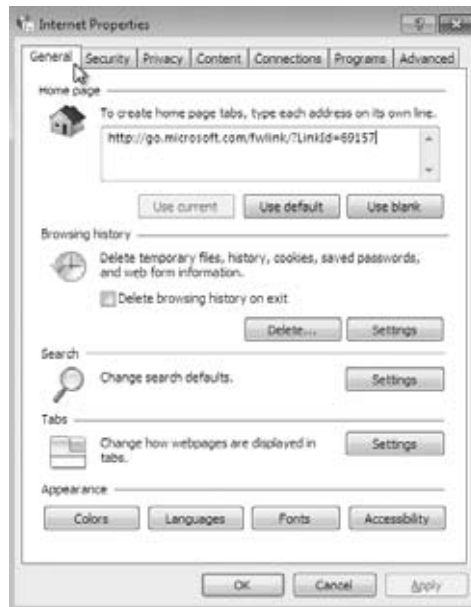 Internet Properties
General Security Privacy Content Connections Programs Advanced
Home page
To create home page tabs, type each address on its own line.
http://go.microsoft.com/fwlink/?LinkId=69157
Use current Use default Use blank
Browsing history
Delete temporary files, history, cookies, saved passwords,
and web form information.
Delete browsing history on exit
Delete... Settings
Search
Change search defaults. Settings
Tabs
Change how webpages are displayed in
tabs.
Settings
Appearance
Colors Languages Fonts Accessibility
OK Cancel Apply